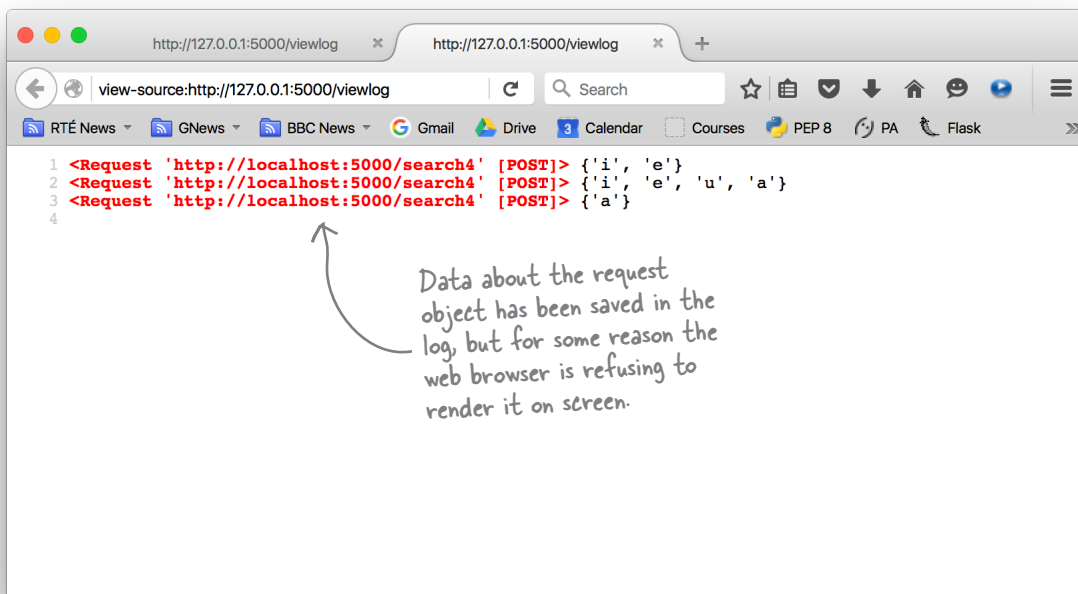 http://127.0.0.1:5000/viewlog
http://127.0.0.1:5000/viewlog
view-source:http://127.0.0.1:5000/viewlog
Search
RTÉ News
GNews
BBC News
Gmail
Drive
3
Calendar
Courses
PEP 8
PA
Flask
1 <Request 'http://localhost:5000/search4' [POST]> {'i', 'e'}
2 <Request 'http://localhost:5000/search4' [POST]> {'i', 'e', 'u', 'a'}
3 <Request 'http://localhost:5000/search4' [POST]> {'a'}
4
Data about the request
object has been saved in the
log, but for some reason the
web browser is refusing to
render it on screen.